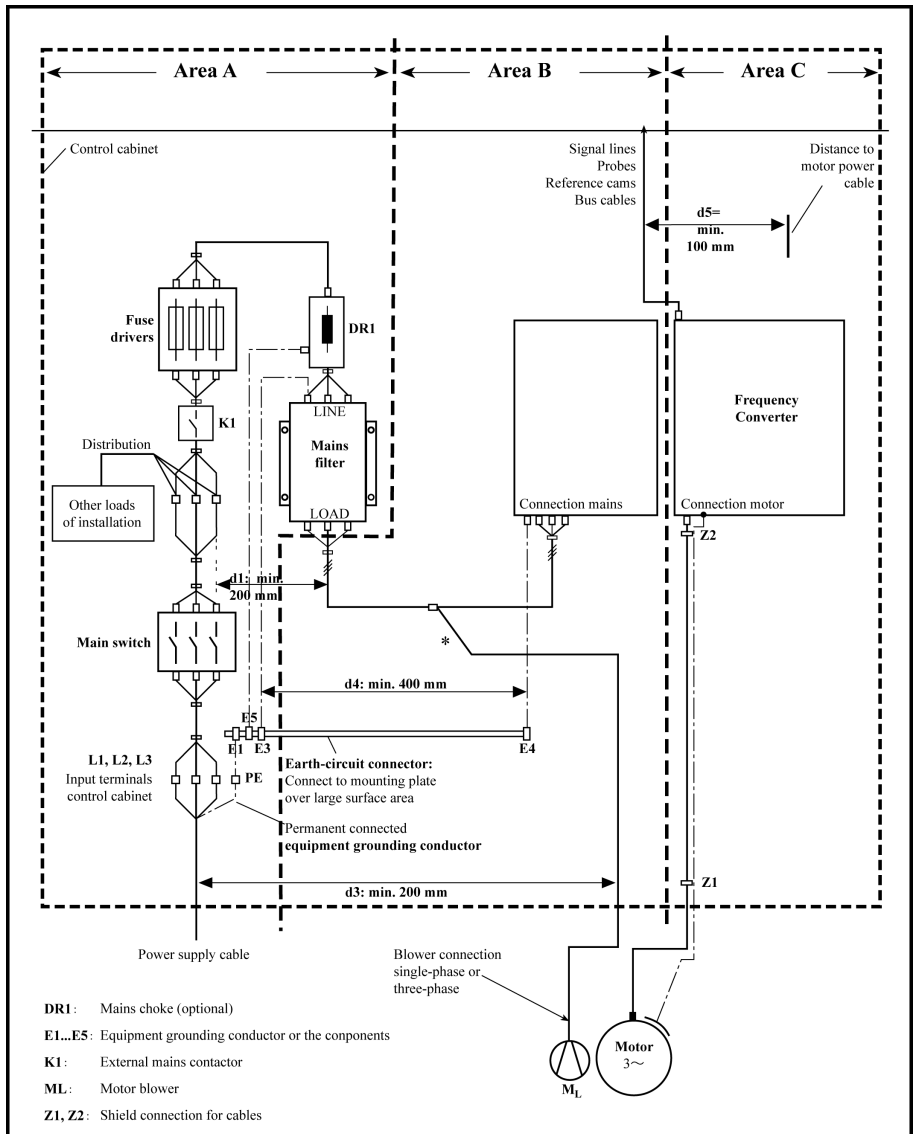 Area A
Area B
Area C
Control cabinet
Signal lines
Probes
Reference cams
Bus cables
Distance to
motor power
cable
d5=
min.
100 mm
Fuse
drivers
DR1
LINE
Mains
filter
LOAD
K1
Distribution
Other loads
of installation
Connection mains
Frequency
Converter
Connection motor
Z2
d1: min.
200 mm
Main switch
*
d4: min. 400 mm
E5
E1
E3
E4
L1, L2, L3
Input terminals
control cabinet
PE
Earth-circuit connector:
Connect to mounting plate
over large surface area
Permanent connected
equipment grounding conductor
d3: min. 200 mm
Z1
Power supply cable
Blower connection
single-phase or
three-phase
ML
Motor
3~
DR1: Mains choke (optional)
E1...E5: Equipment grounding conductor or the componens
K1: External mains contactor
ML: Motor blower
Z1, Z2: Shield connection for cables